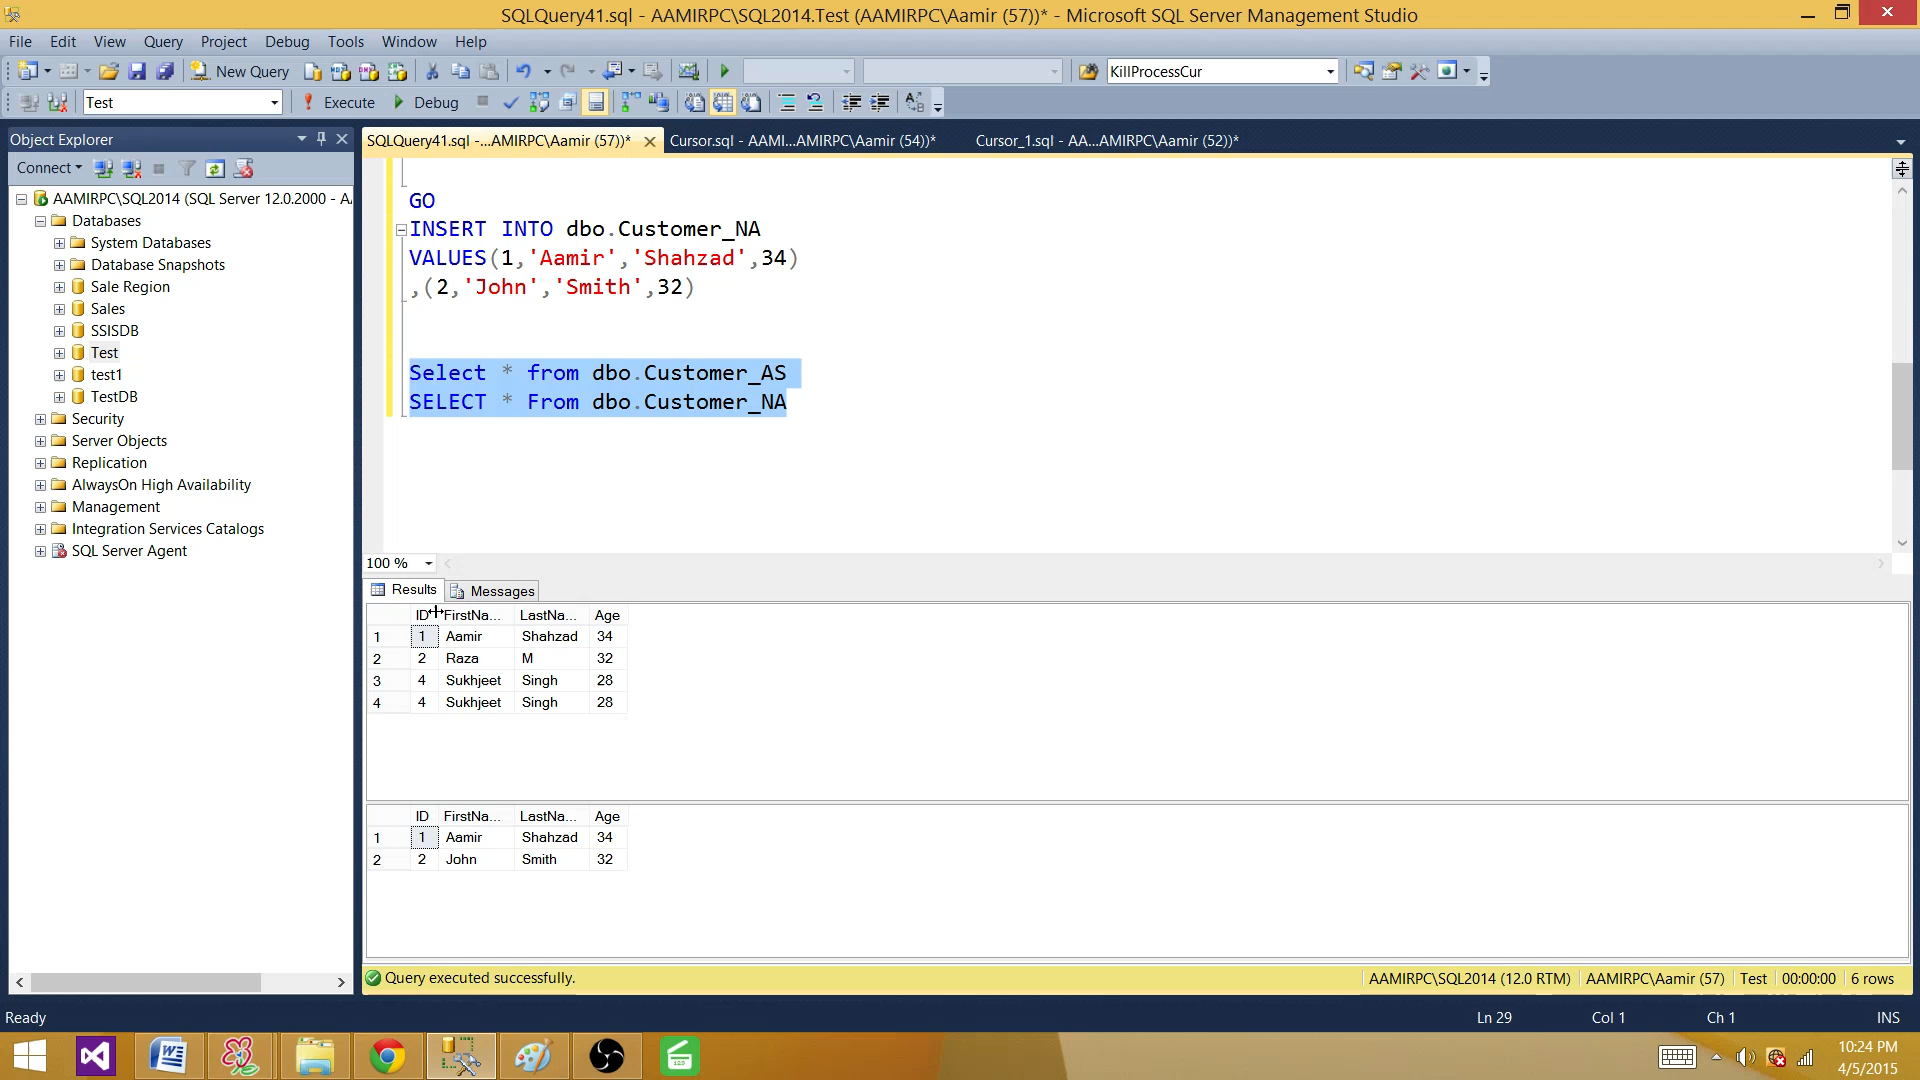 SQLQuery41.sql - AAMIRPC\SQL2014.Test (AAMIRPC\Aamir (57))* - Microsoft SQL Server Management Studio
File Edit View Query Project Debug Tools Window Help
New Query KillProcessCur
Test Execute Debug
Object Explorer
SQLQuery41.sql -...AMIRPC\Aamir (57))* Cursor.sql - AAMI...AMIRPC\Aamir (54))* Cursor_1.sql - AA...AMIRPC\Aamir (52))*
Connect
AAMIRPC\SQL2014 (SQL Server 12.0.2000 - A
Databases
System Databases
Database Snapshots
Sale Region
Sales
SSISDB
Test
test1
TestDB
Security
Server Objects
Replication
AlwaysOn High Availability
Management
Integration Services Catalogs
SQL Server Agent
GO
INSERT INTO dbo.Customer_NA
VALUES(1,'Aamir','Shahzad',34)
,(2,'John','Smith',32)
Select * from dbo.Customer_AS
SELECT * From dbo.Customer_NA
100 %
Results Messages
ID FirstNa... LastNa... Age
1 1 Aamir Shahzad 34
2 2 Raza M 32
3 4 Sukhjeet Singh 28
4 4 Sukhjeet Singh 28
ID FirstNa... LastNa... Age
1 1 Aamir Shahzad 34
2 2 John Smith 32
Query executed successfully. AAMIRPC\SQL2014 (12.0 RTM) AAMIRPC\Aamir (57) Test 00:00:00 6 rows
Ready Ln 29 Col 1 Ch 1 INS
10:24 PM
4/5/2015